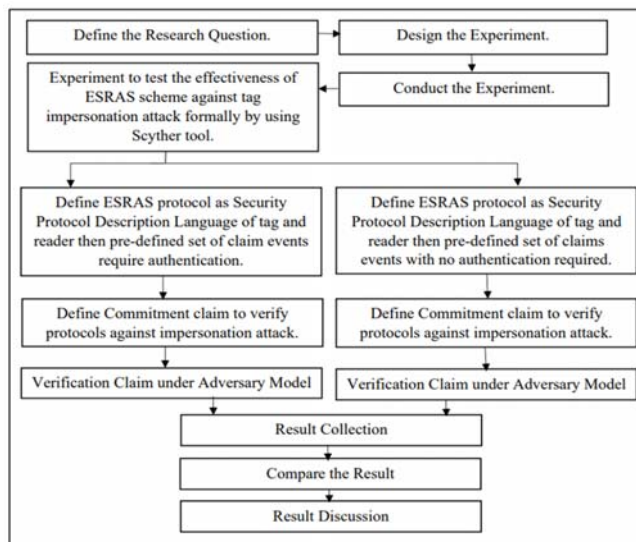 Define the Research Question.
Design the Experiment.
Conduct the Experiment.
Experiment to test the effectiveness of
ESRAS scheme against tag
impersonation attack formally by using
Scyther tool.
Define ESRAS protocol as Security
Protocol Description Language of tag and
reader then pre-defined set of claim events
require authentication.
Define ESRAS protocol as Security
Protocol Description Language of tag and
reader then pre-defined set of claims
events with no authentication required.
Define Commitment claim to verify
protocols against impersonation attack.
Define Commitment claim to verify
protocols against impersonation attack.
Verification Claim under Adversary Model
Verification Claim under Adversary Model
Result Collection
Compare the Result
Result Discussion